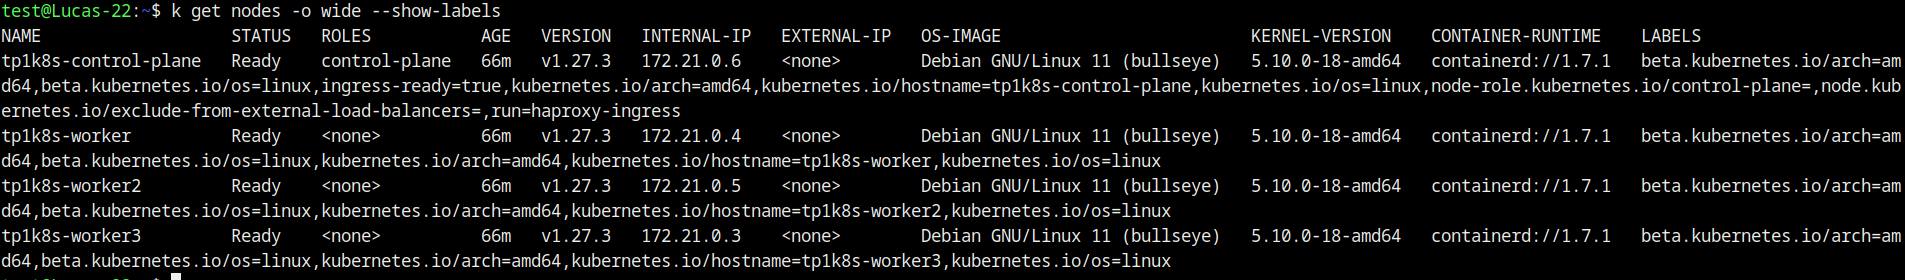 test@Lucas-22:~$ k get nodes -o wide --show-labels
NAME STATUS ROLES AGE VERSION INTERNAL-IP EXTERNAL-IP OS-IMAGE KERNEL-VERSION CONTAINER-RUNTIME LABELS
tp1k8s-control-plane Ready control-plane 66m v1.27.3 172.21.0.6 <none> Debian GNU/Linux 11 (bullseye) 5.10.0-18-amd64 containerd://1.7.1 beta.kubernetes.io/arch=am
d64,beta.kubernetes.io/os=linux,ingress-ready=true,kubernetes.io/arch=amd64,kubernetes.io/hostname=tp1k8s-control-plane,kubernetes.io/os=linux,node-role.kubernetes.io/control-plane=,node.kub
ernetes.io/exclude-from-external-load-balancers=,run=haproxy-ingress
tp1k8s-worker Ready <none> 66m v1.27.3 172.21.0.4 <none> Debian GNU/Linux 11 (bullseye) 5.10.0-18-amd64 containerd://1.7.1 beta.kubernetes.io/arch=am
d64,beta.kubernetes.io/os=linux,kubernetes.io/arch=amd64,kubernetes.io/hostname=tp1k8s-worker,kubernetes.io/os=linux
tp1k8s-worker2 Ready <none> 66m v1.27.3 172.21.0.5 <none> Debian GNU/Linux 11 (bullseye) 5.10.0-18-amd64 containerd://1.7.1 beta.kubernetes.io/arch=am
d64,beta.kubernetes.io/os=linux,kubernetes.io/arch=amd64,kubernetes.io/hostname=tp1k8s-worker2,kubernetes.io/os=linux
tp1k8s-worker3 Ready <none> 66m v1.27.3 172.21.0.3 <none> Debian GNU/Linux 11 (bullseye) 5.10.0-18-amd64 containerd://1.7.1 beta.kubernetes.io/arch=am
d64,beta.kubernetes.io/os=linux,kubernetes.io/arch=amd64,kubernetes.io/hostname=tp1k8s-worker3,kubernetes.io/os=linux